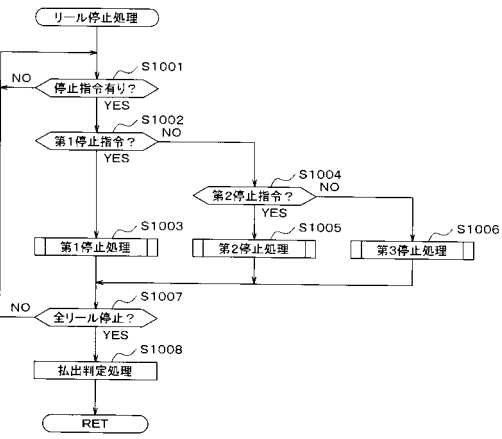 リール停止処理
S1001
停止指令有り?
NO
YES
S1002
第1停止指令?
NO
YES
S1004
第2停止指令?
NO
YES
S1003
第1停止処理
S1005
第2停止処理
S1006
第3停止処理
S1007
全リール停止?
NO
YES
S1008
払出判定処理
RET